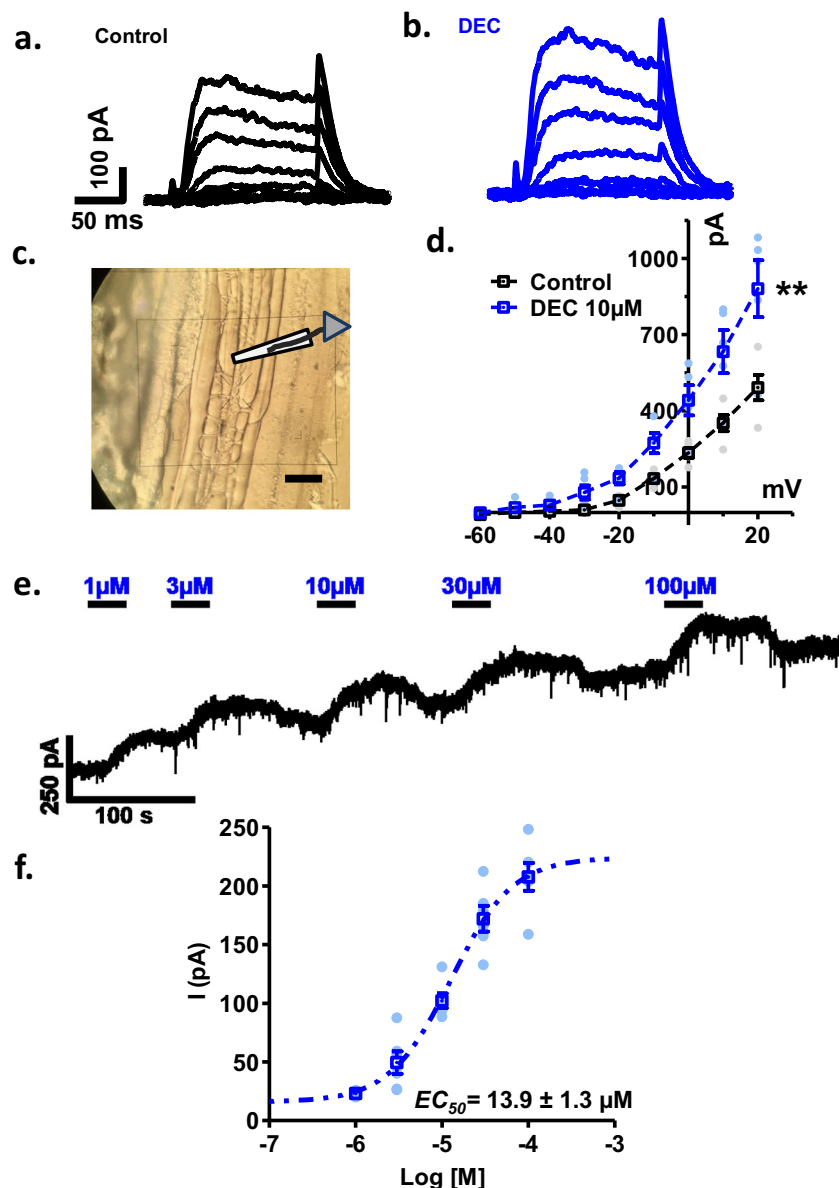 a.
Control
100 pA
50 ms
b.
DEC
c.
d.
pA
1000
700
400
100
Control
DEC 10µM
**
mV
-60
-40
-20
0
20
e.
1µM
3µM
10µM
30µM
100µM
250 pA
100 s
f.
250
200
150
100
50
0
I (pA)
EC50= 13.9 ± 1.3 µM
-7
-6
-5
-4
-3
Log [M]